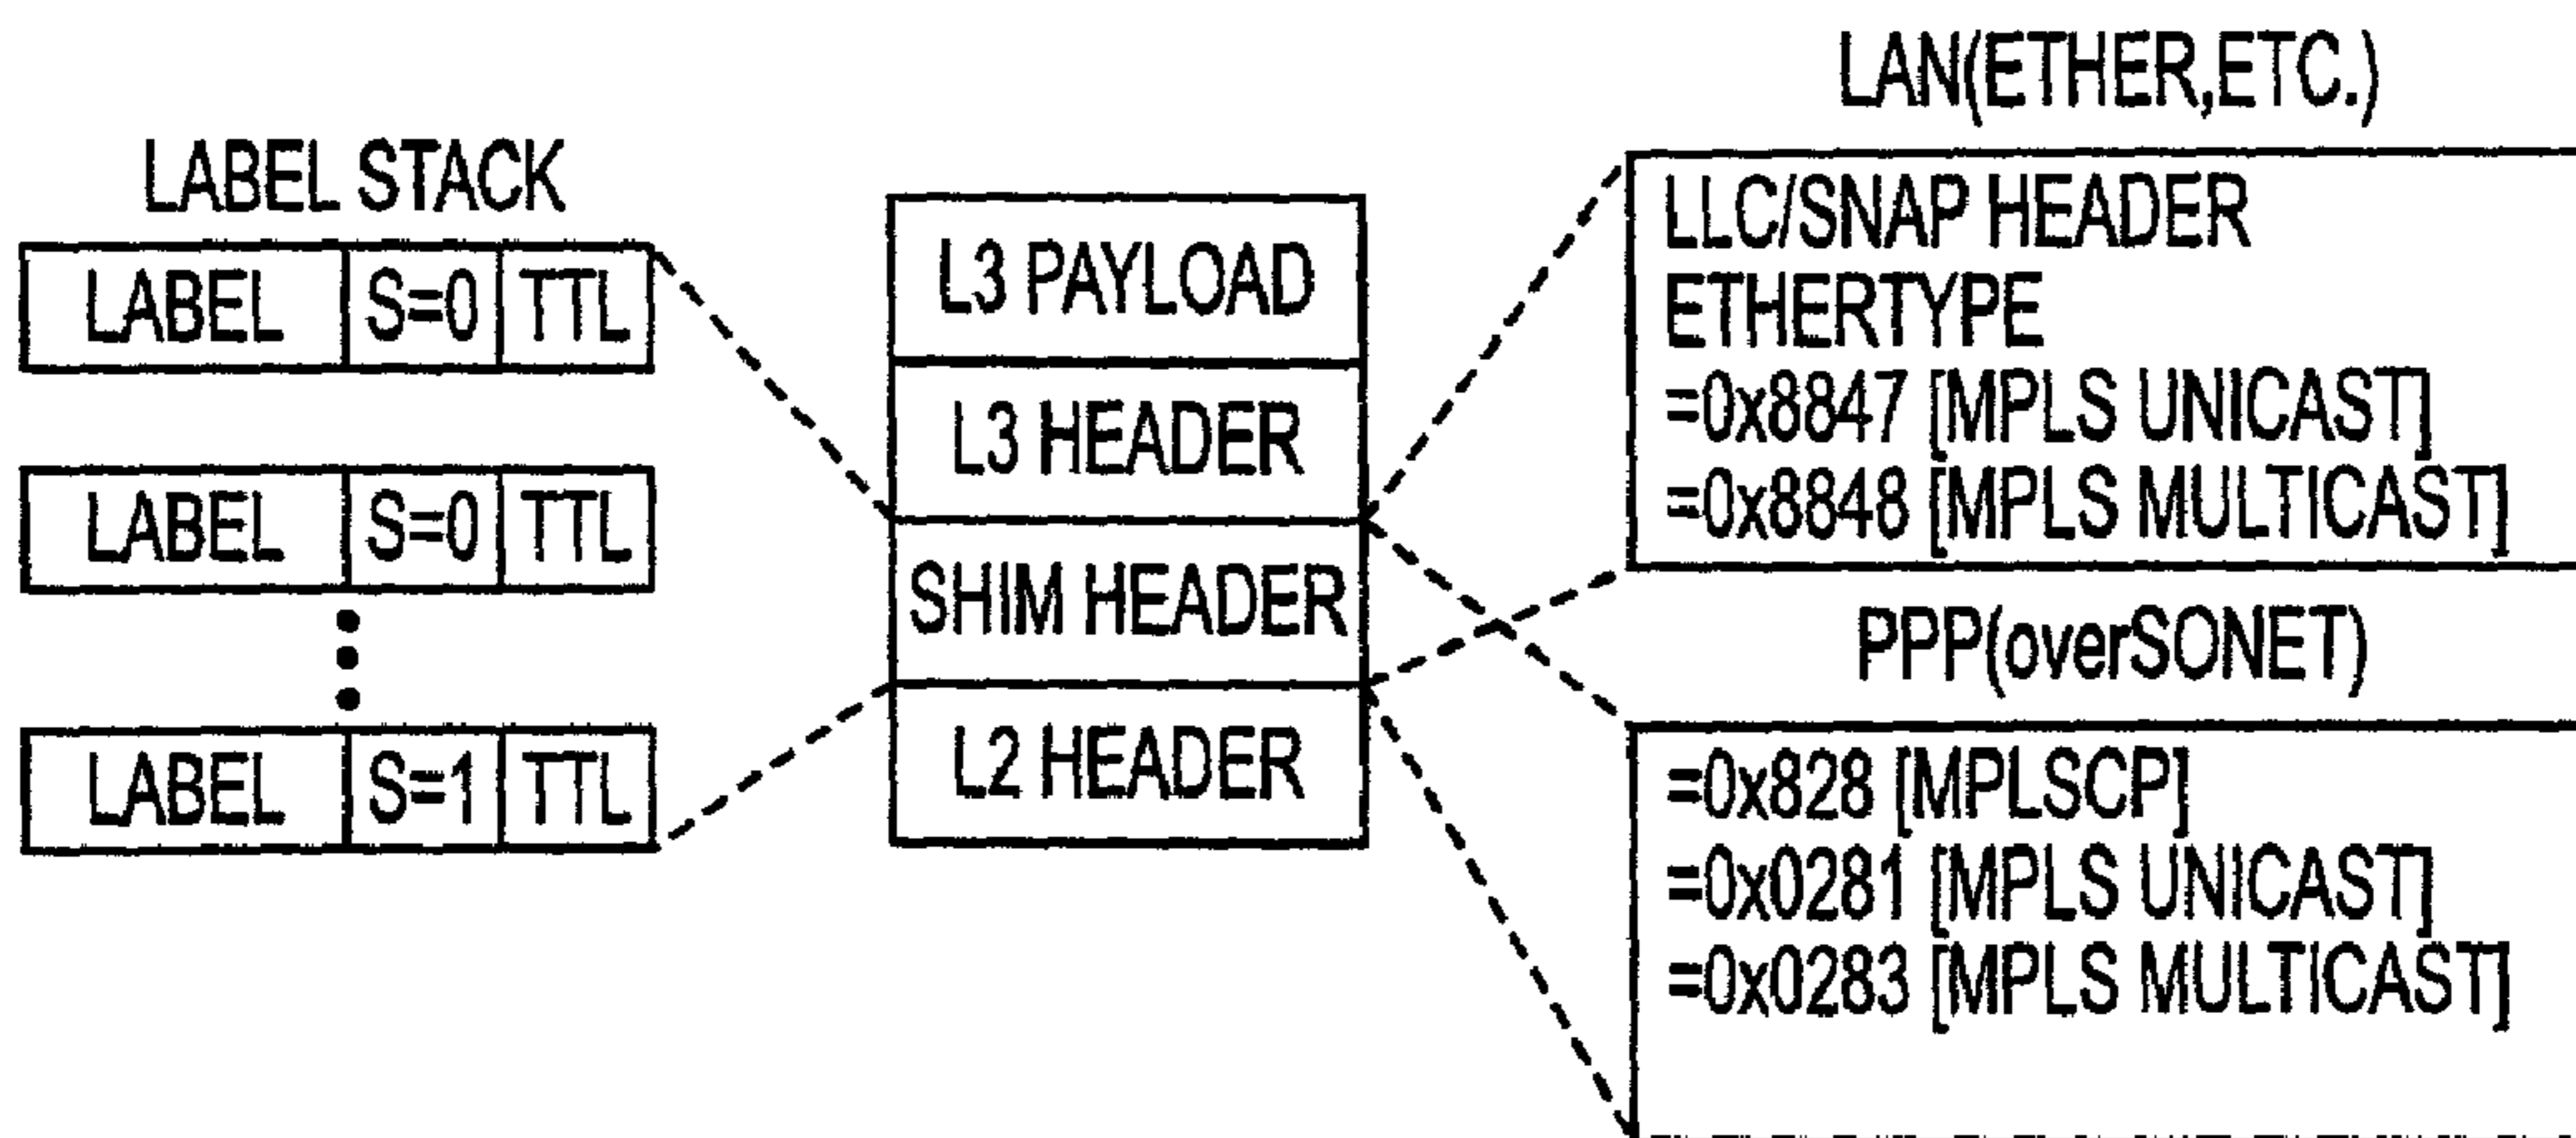 LABEL STACK
LABEL S=0 TTL
LABEL S=0 TTL
LABEL S=1 TTL
L3 PAYLOAD
L3 HEADER
SHIM HEADER
L2 HEADER
LAN(ETHER,ETC.)
LLC/SNAP HEADER
ETHERTYPE
=0x8847 [MPLS UNICAST]
=0x8848 [MPLS MULTICAST]
PPP(overSONET)
=0x828 [MPLSCP]
=0x0281 [MPLS UNICAST]
=0x0283 [MPLS MULTICAST]